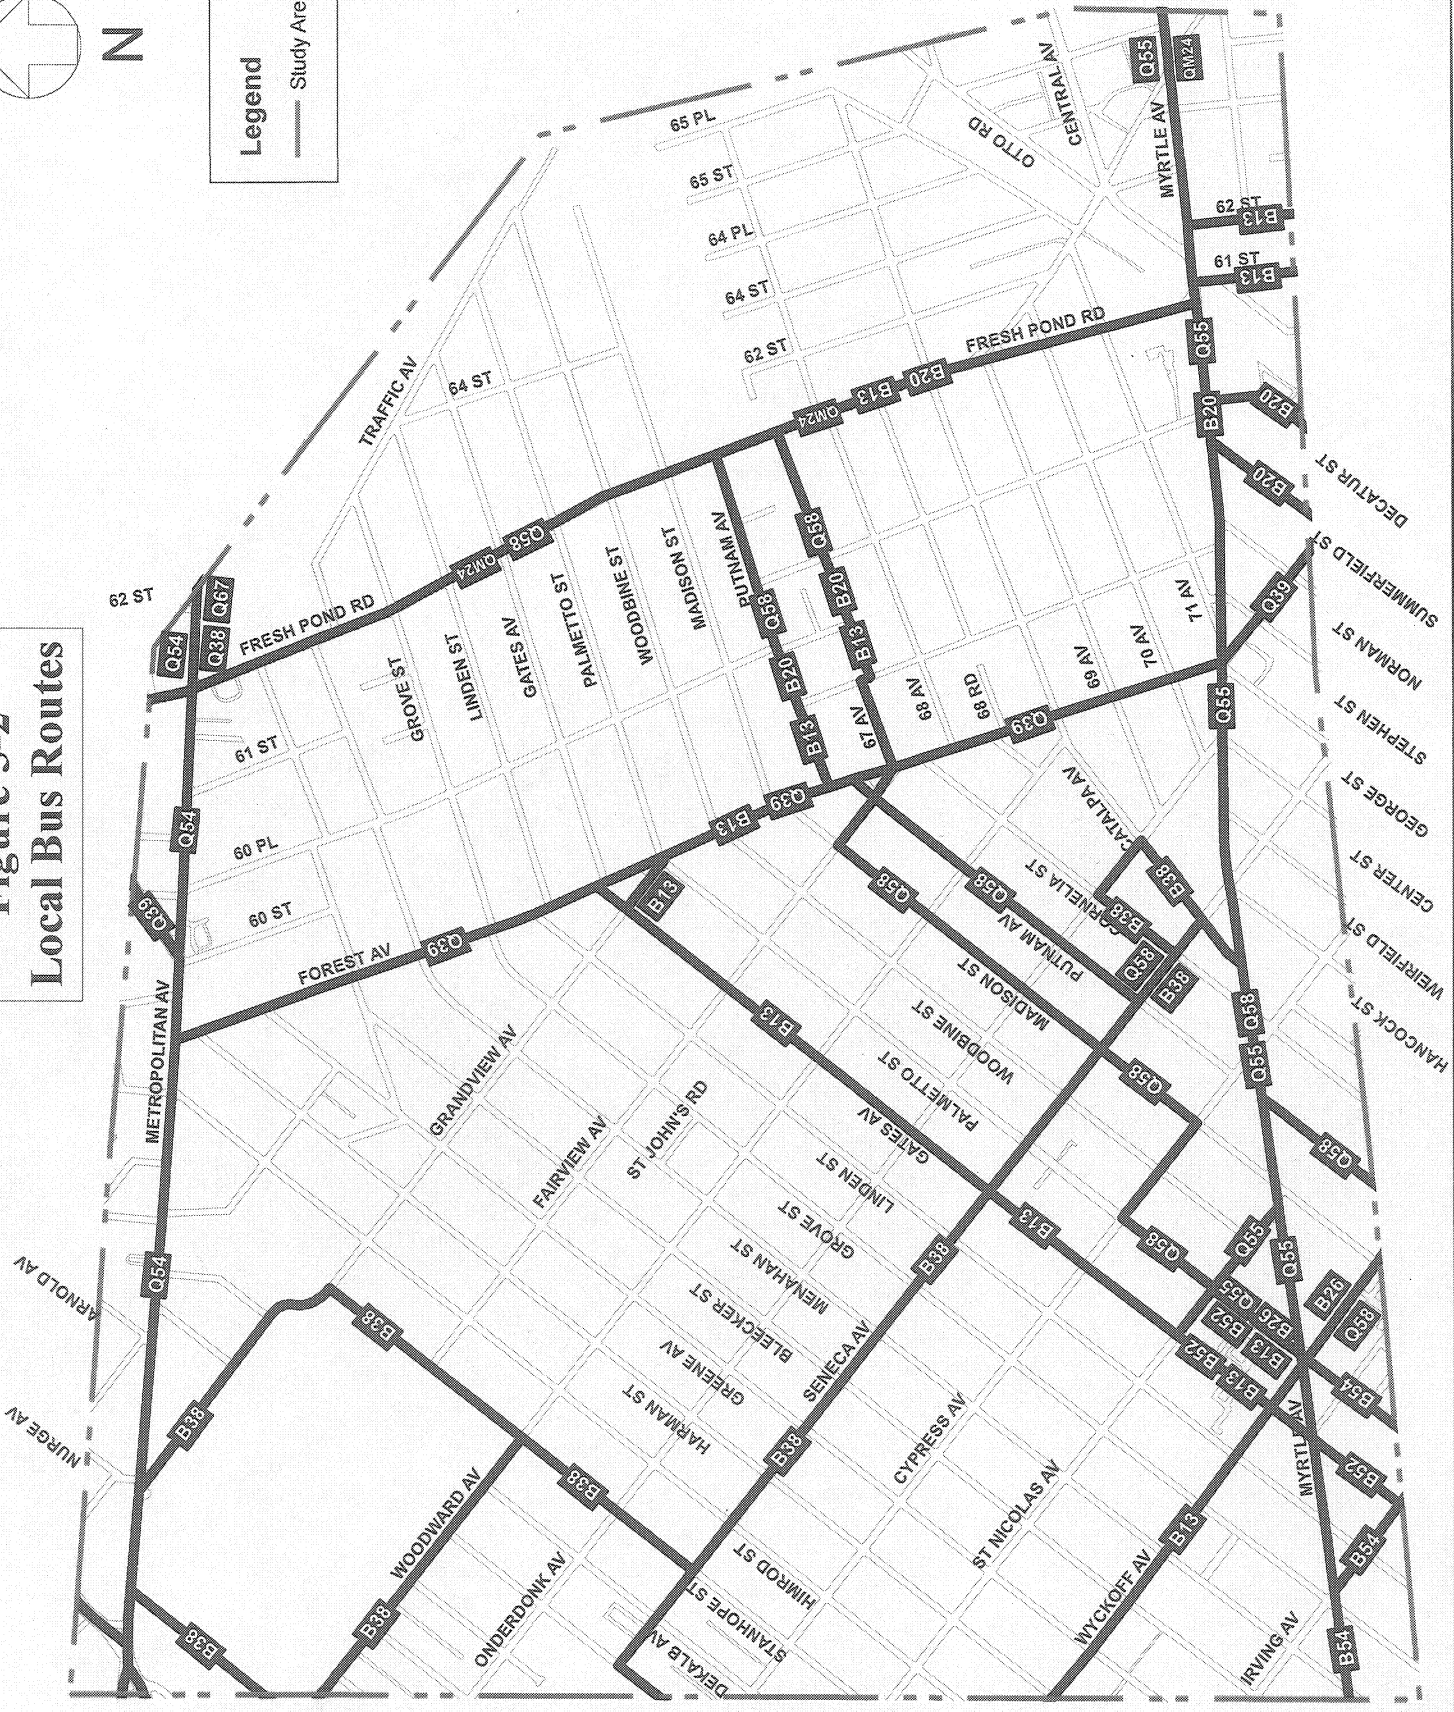 Local Bus Routes
N
Legend
Study Are
62 ST
Q54
Q38
Q67
FRESH POND RD
61 ST
Q54
60 PL
60 ST
Q39
METROPOLITAN AV
FOREST AV
Q39
Q54
ARNOLD AV
NURGE AV
B38
B38
B38
B38
B38
WOODWARD AV
ONDERDONK AV
TRAFFIC AV
64 ST
65 PL
65 ST
64 PL
64 ST
62 ST
OTTO RD
CENTRAL AV
Q55
QM24
MYRTLE AV
62 ST
B13
61 ST
B13
FRESH POND RD
QM24
B13
B20
QM24
Q58
GROVE ST
LINDEN ST
GATES AV
PALMETTO ST
WOODBINE ST
MADISON ST
PUTNAM AV
Q58
B20
B13
Q58
B20
B13
67 AV
68 AV
68 RD
69 AV
70 AV
71 AV
Q55
B20
B20
B20
DECATUR ST
SUMMERFIELD ST
Q39
NORMAN ST
STEPHEN ST
GEORGE ST
CENTER ST
WEIRFIELD ST
HANCOCK ST
Q55
Q39
B13
Q39
B13
CATALPA AV
CORNELIA ST
PUTNAM AV
MADISON ST
WOODBINE ST
PALMETTO ST
GATES AV
LINDEN ST
GROVE ST
MENAHAN ST
BLEECKER ST
GREENE AV
HARMAN ST
HIMROD ST
STANHOPE ST
DEKALB AV
Q58
Q58
B38
B38
Q58
B38
Q58
Q55
Q58
Q58
B13
GRANDVIEW AV
FAIRVIEW AV
ST JOHN'S RD
SENECA AV
B38
B38
B13
Q58
Q55
Q55
Q55
B52
B26
B13
B52
B13
B26
Q58
B54
B52
B54
B54
MYRTLE AV
CYPRESS AV
ST NICOLAS AV
WYCKOFF AV
B13
IRVING AV